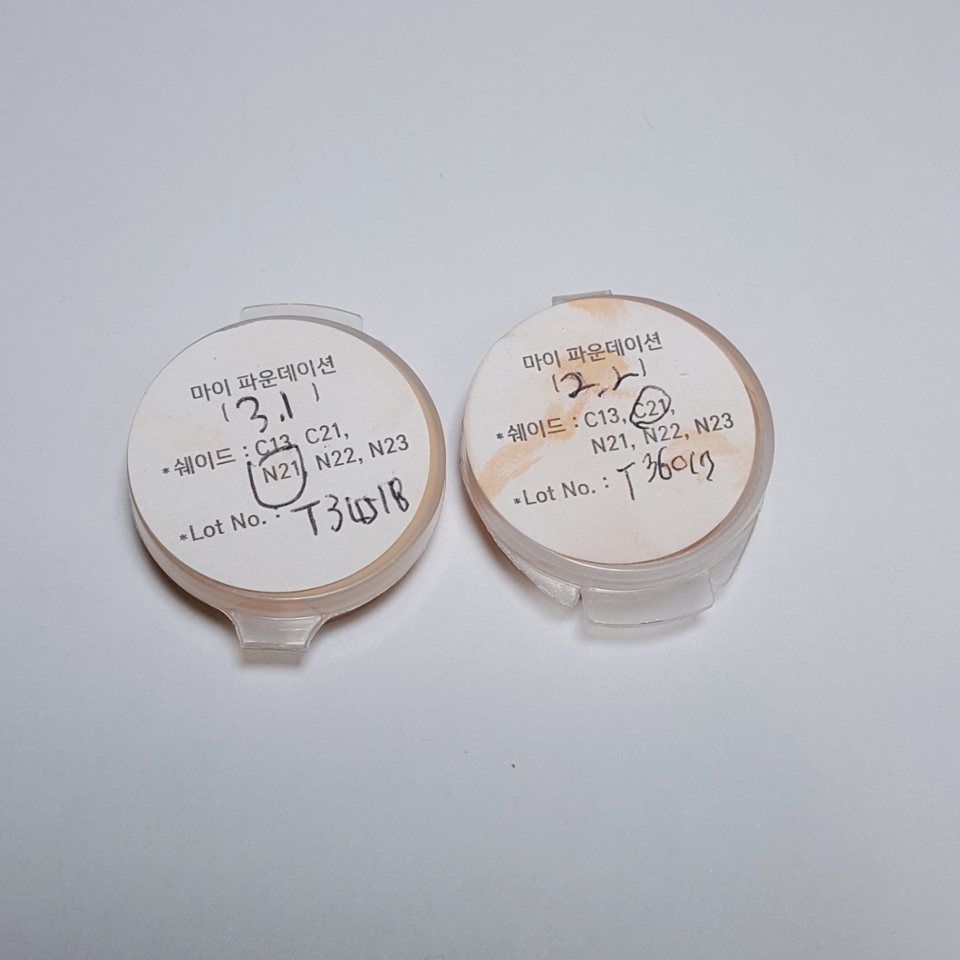 마이 파운데이션
( 3.1 )
*쉐이드 : C13, C21,
N21, N22, N23
*Lot No. :
마이 파운데이션
( 2.2 )
*쉐이드 : C13, C21,
N21, N22, N23
*Lot No. :